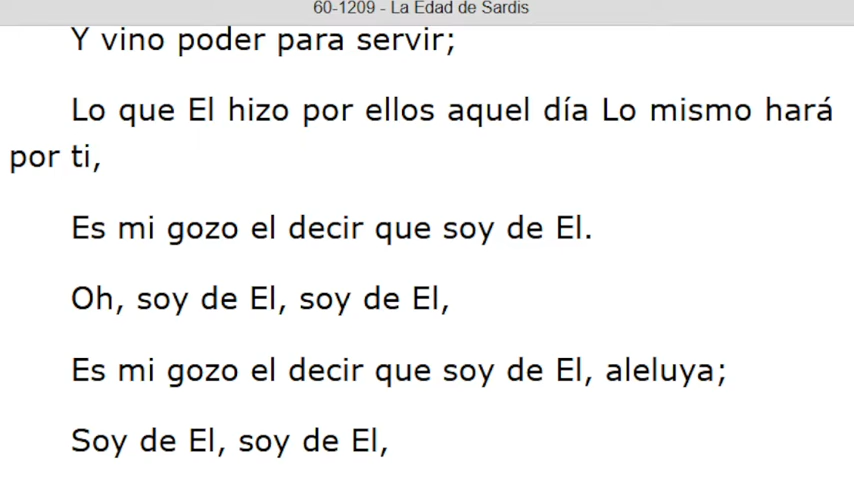 60-1209 - La Edad de Sardis
Y vino poder para servir;
Lo que El hizo por ellos aquel día Lo mismo hará
por ti,
Es mi gozo el decir que soy de El.
Oh, soy de El, soy de El,
Es mi gozo el decir que soy de El, aleluya;
Soy de El, soy de El,